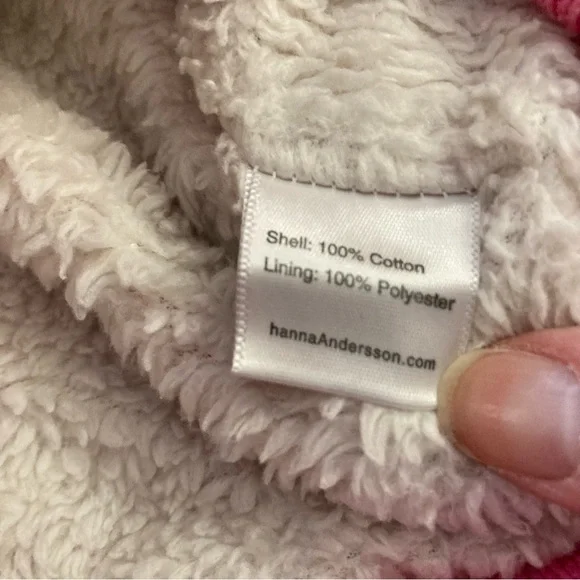 Shell: 100% Cotton
Lining: 100% Polyester
hannaAndersson.com